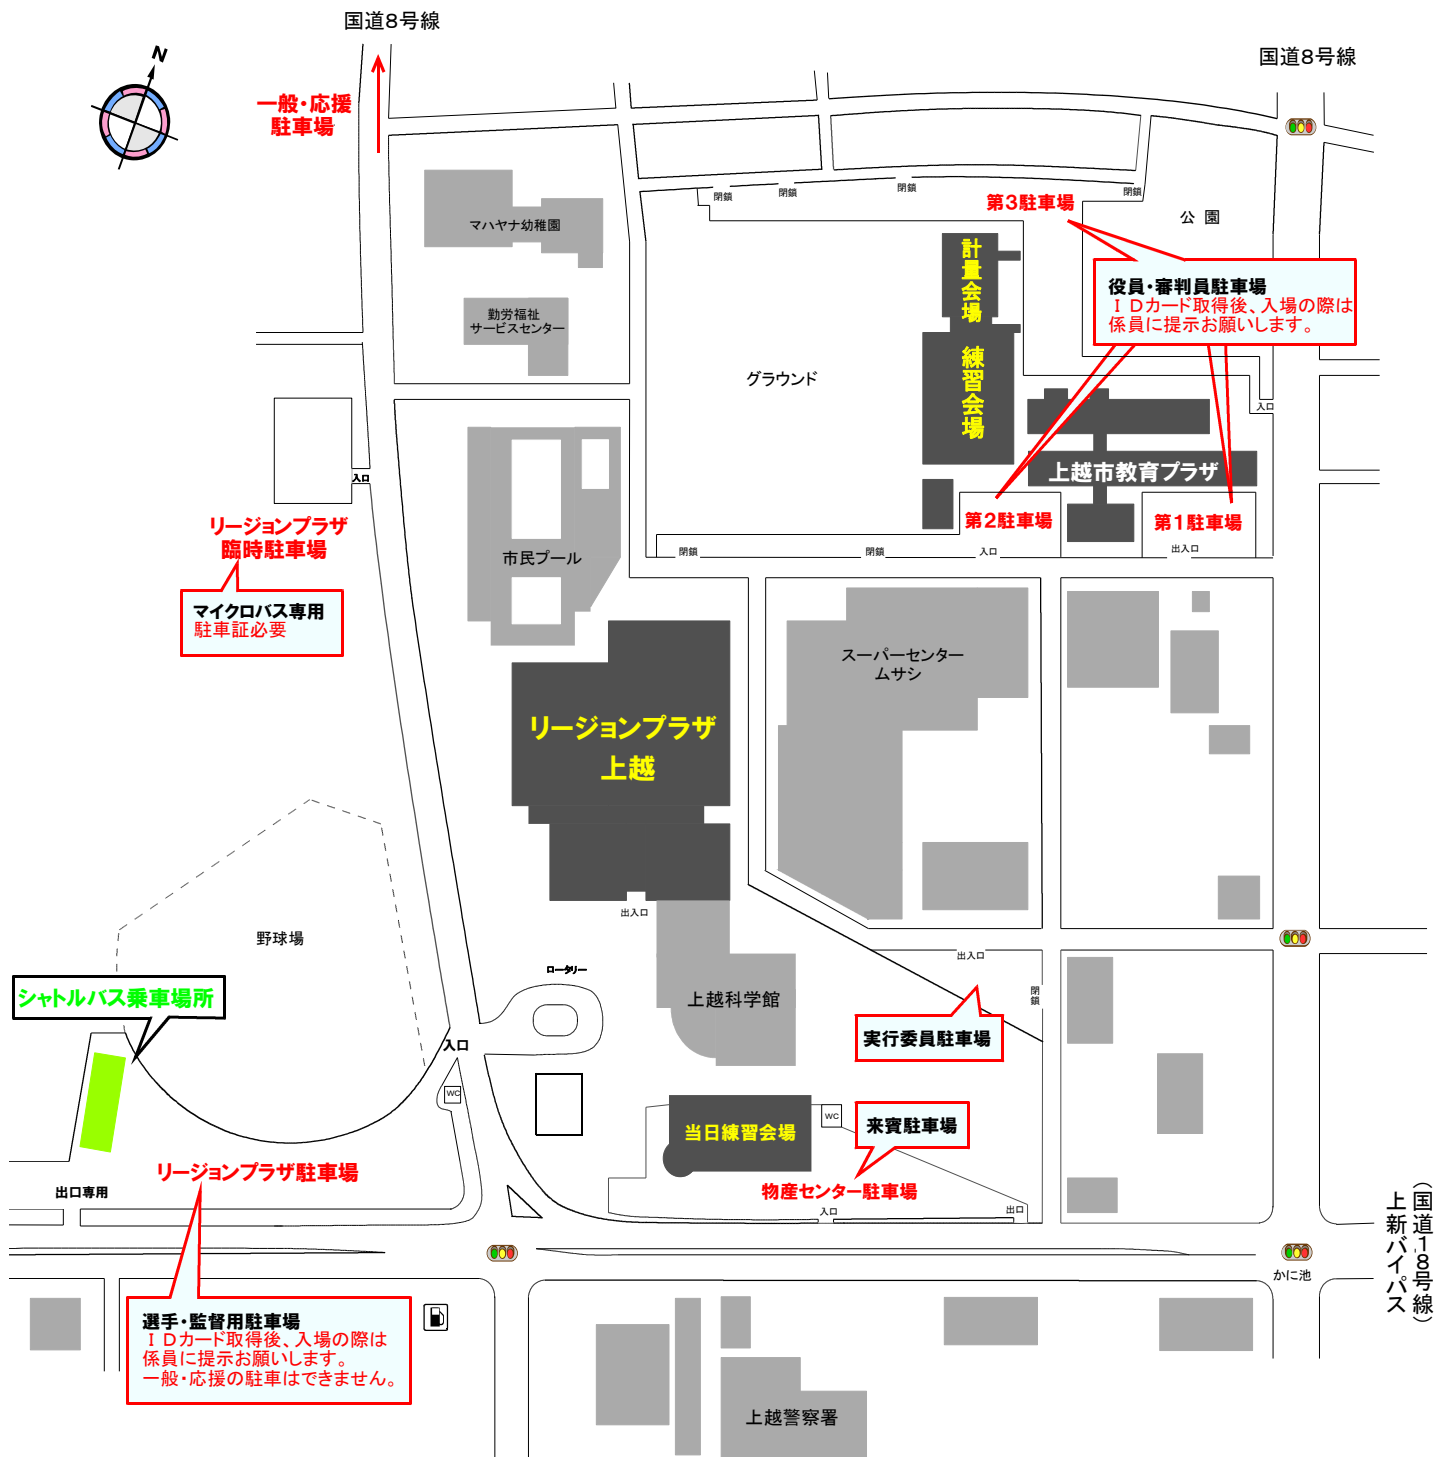 国道8号線
国道8号線
N
一般・応援
駐車場
閉鎖
閉鎖
閉鎖
閉鎖
第3駐車場
公 園
マハヤナ幼稚園
計量会場
役員・審判員駐車場
ＩＤカード取得後、入場の際は
係員に提示お願いします。
勤労福祉
サービスセンター
練習会場
グラウンド
入口
上越市教育プラザ
入口
第2駐車場
第1駐車場
リージョンプラザ
臨時駐車場
市民プール
閉鎖
閉鎖
入口
出入口
マイクロバス専用
駐車証必要
スーパーセンター
ムサシ
リージョンプラザ
上越
出入口
野球場
出入口
ロータリー
閉鎖
シャトルバス乗車場所
上越科学館
実行委員駐車場
入口
WC
WC
来賓駐車場
当日練習会場
リージョンプラザ駐車場
物産センター駐車場
出口専用
入口
出口
（国道18号線）
上新バイパス
かに池
選手・監督用駐車場
ＩＤカード取得後、入場の際は
係員に提示お願いします。
一般・応援の駐車はできません。
上越警察署